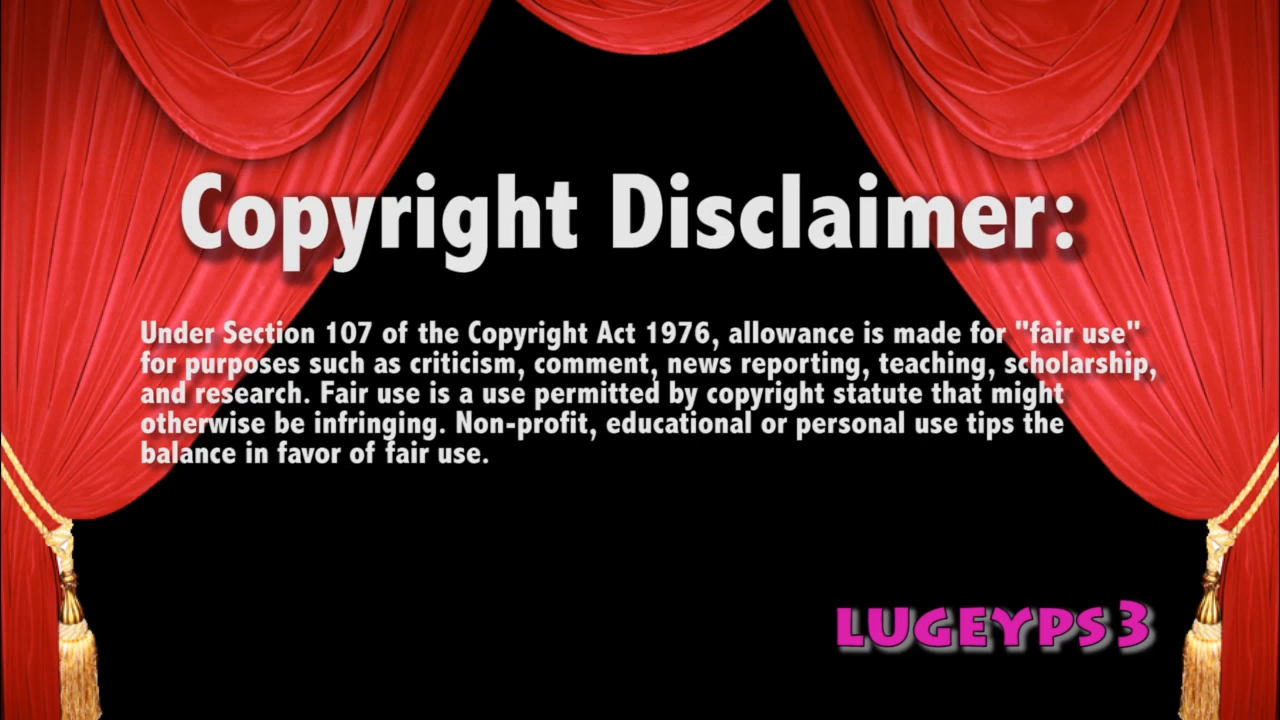 Copyright Disclaimer:
Under Section 107 of the Copyright Act 1976, allowance is made for "fair use"
for purposes such as criticism, comment, news reporting, teaching, scholarship,
and research. Fair use is a use permitted by copyright statute that might
otherwise be infringing. Non-profit, educational or personal use tips the
balance in favor of fair use.
LUGEYPS3